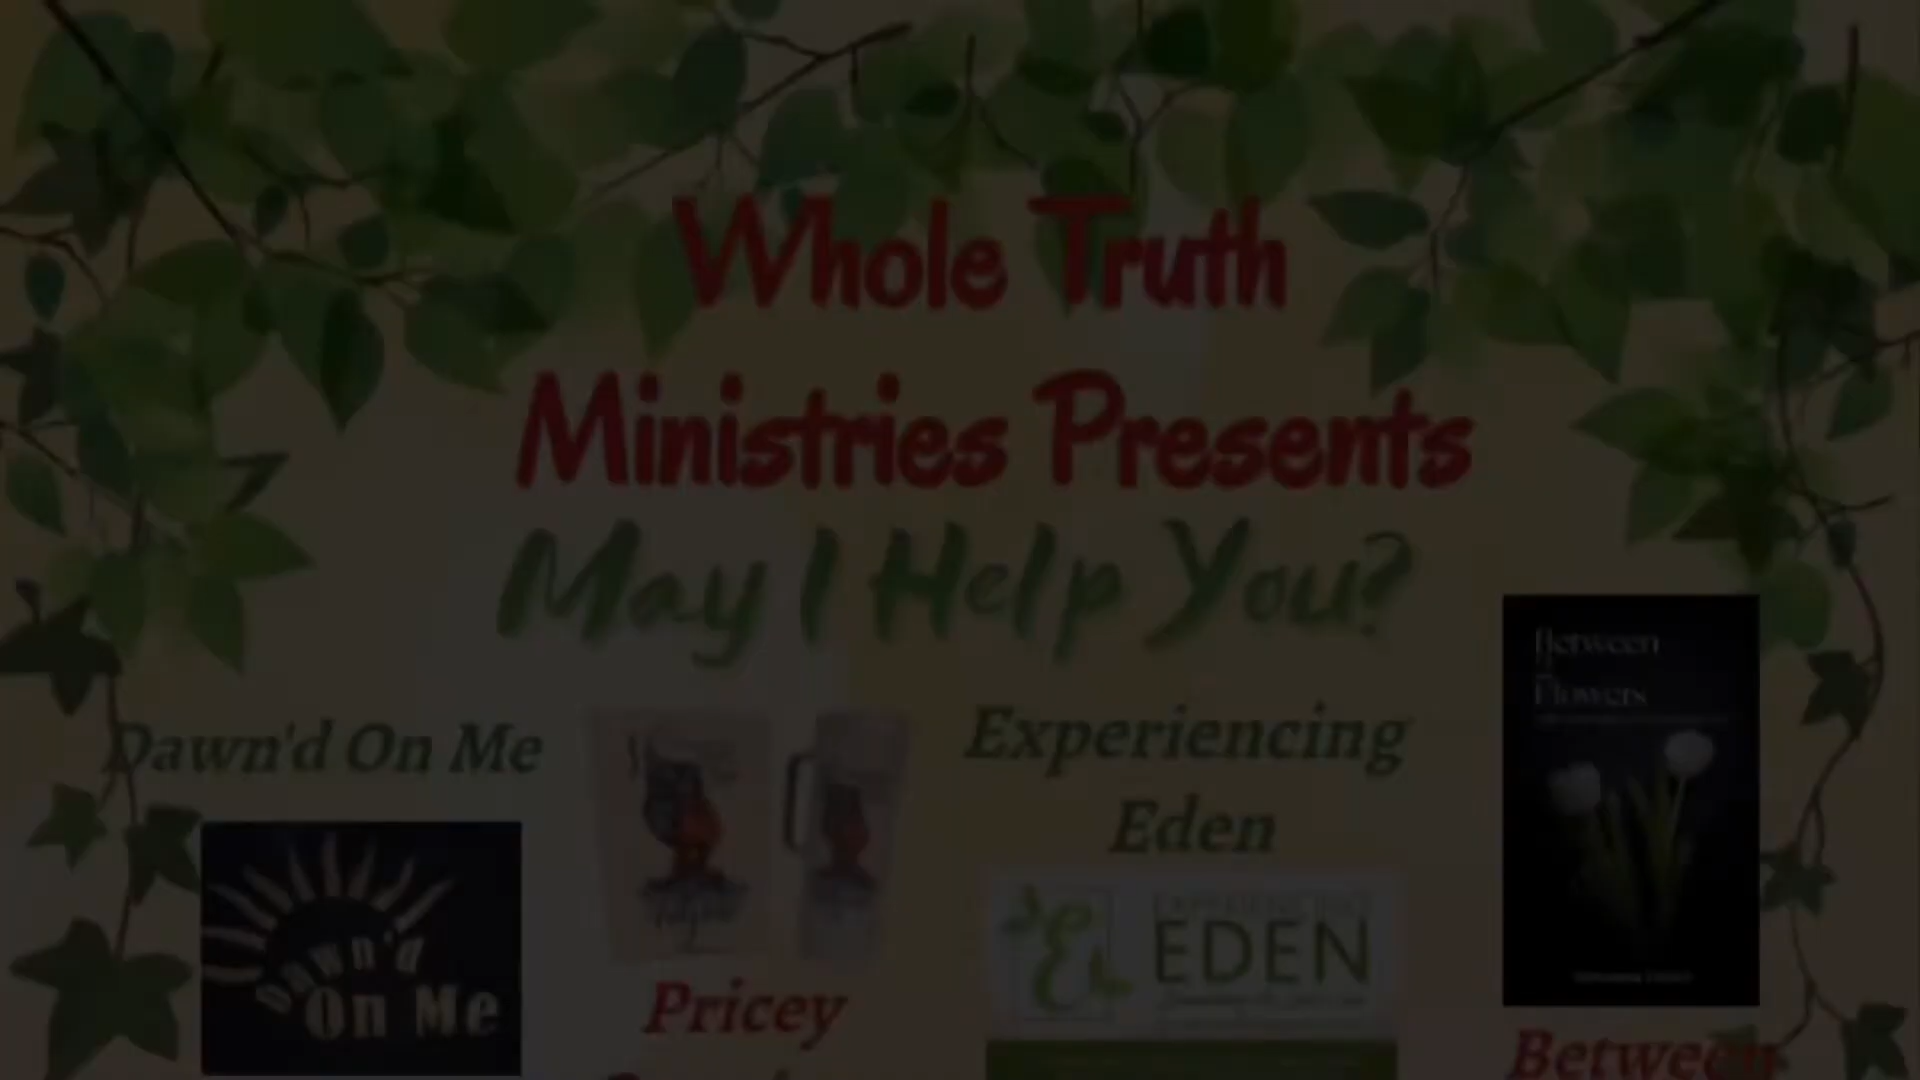 Whole Truth
Ministries Presents
May I Help You?
Dawn'd On Me
Dawn'd
On Me
Pricey
Experiencing
Eden
EDEN
Between
Flowers
Between